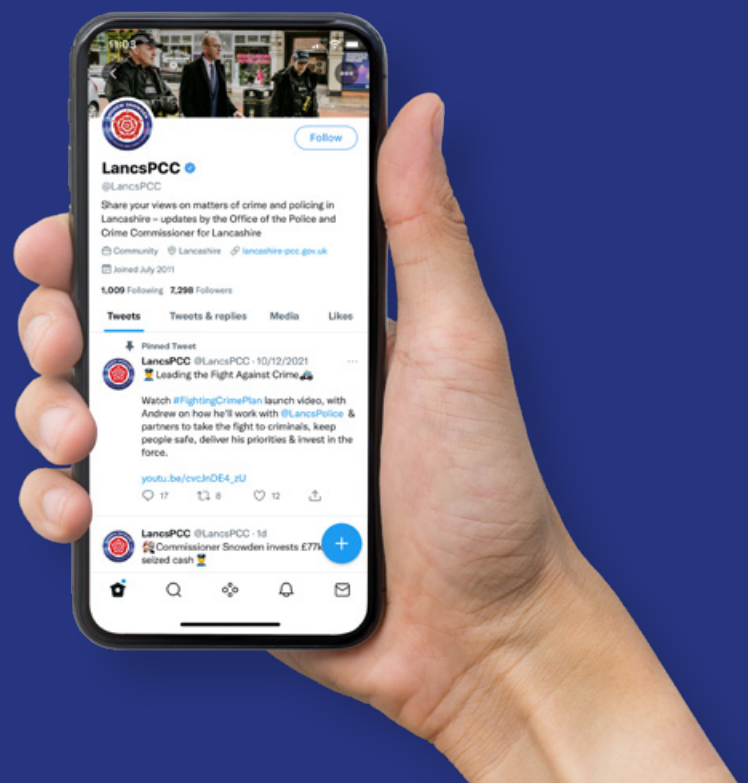 11:05
Follow
LancsPCC
@LancsPCC
Share your views on matters of crime and policing in
Lancashire – updates by the Office of the Police and
Crime Commissioner for Lancashire
Community Lancashire lancashire-pcc.gov.uk
Joined July 2011
1,009 Following 7,298 Followers
Tweets Tweets & replies Media Likes
Pinned Tweet
LancsPCC @LancsPCC · 10/12/2021
Leading the Fight Against Crime
Watch #FightingCrimePlan launch video, with
Andrew on how he'll work with @LancsPolice &
partners to take the fight to criminals, keep
people safe, deliver his priorities & invest in the
force.
youtu.be/cvcJnDE4_zU
17 8 12
LancsPCC @LancsPCC · 1d
Commissioner Snowden invests £77k
seized cash